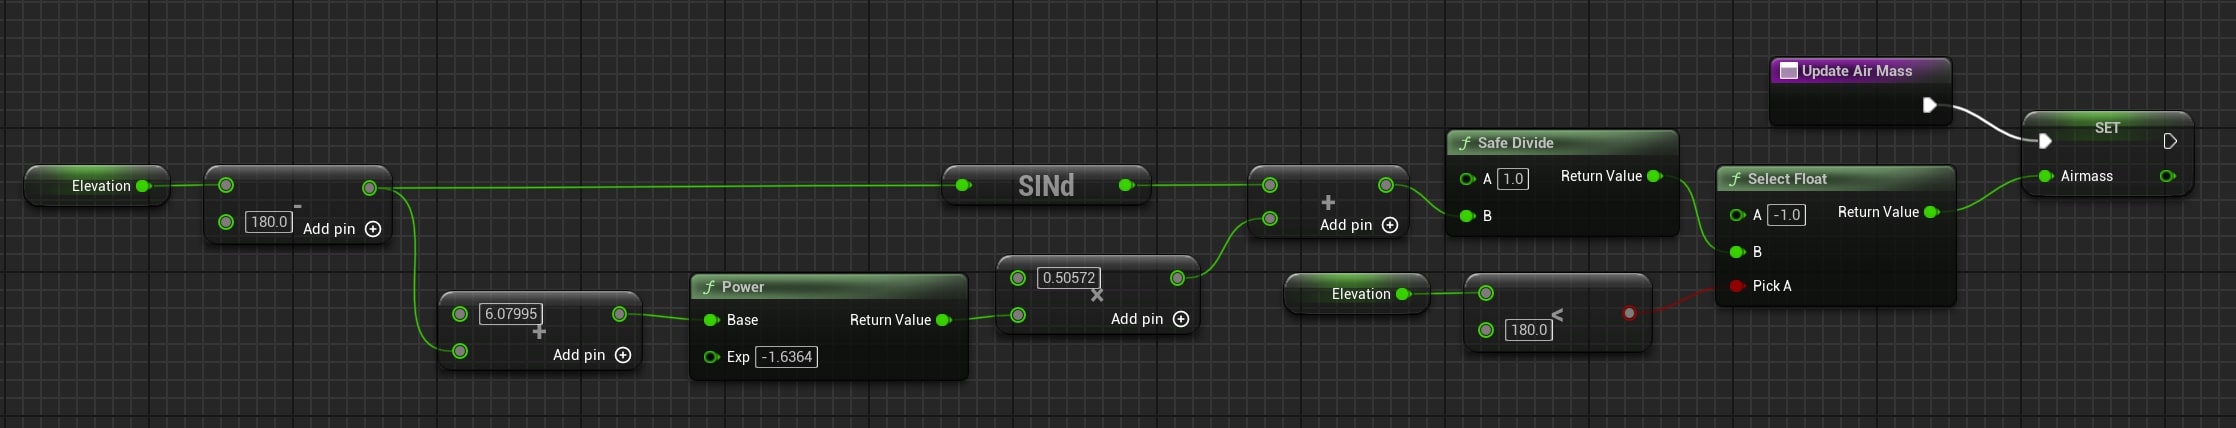 Elevation
-
180.0
Add pin
6.07995
+
Add pin
Power
Base
Return Value
Exp -1.6364
SINd
0.50572
×
Add pin
+
Add pin
Safe Divide
A 1.0
Return Value
B
Elevation
<
180.0
Select Float
A -1.0
Return Value
B
Pick A
Update Air Mass
SET
Airmass